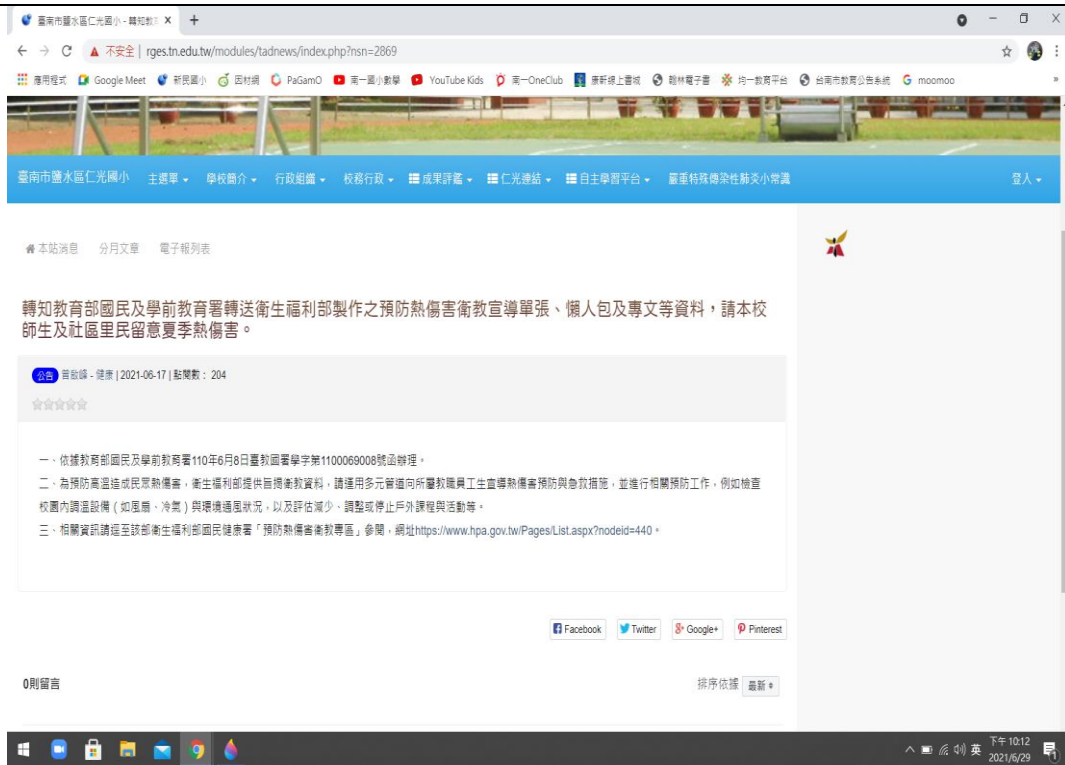 臺南市鹽水區仁光國小 - 轉知教
不安全 | rges.tn.edu.tw/modules/tadnews/index.php?nsn=2869
應用程式 Google Meet 新民國小 因材網 PaGamO 南一國小數學 YouTube Kids 南一OneClub 康軒線上書城 翰林電子書 均一教育平台 台南市教育公告系統 moomoo »
臺南市鹽水區仁光國小 主選單 學校簡介 行政組織 校務行政 成果評鑑 仁光連結 自主學習平台 嚴重特殊傳染性肺炎小常識 登入
本站消息 分月文章 電子報列表
轉知教育部國民及學前教育署轉送衛生福利部製作之預防熱傷害衛教宣導單張、懶人包及專文等資料，請本校
師生及社區里民留意夏季熱傷害。
公告 - 健康 | 2021-06-17 | 點閱數： 204
一、依據教育部國民及學前教育署110年6月8日臺教國署學字第1100069008號函辦理。
二、為預防高溫造成民眾熱傷害，衛生福利部提供旨揭衛教資料，請運用多元管道向所屬教職員工生宣導熱傷害預防與急救措施，並進行相關預防工作，例如檢查
校園內調溫設備（如風扇、冷氣）與環境通風狀況，以及評估減少、調整或停止戶外課程與活動等。
三、相關資訊請逕至該部衛生福利部國民健康署「預防熱傷害衛教專區」參閱，網址https://www.hpa.gov.tw/Pages/List.aspx?nodeid=440。
Facebook Twitter Google+ Pinterest
0則留言 排序依據 最新
英 下午 10:12
2021/6/29